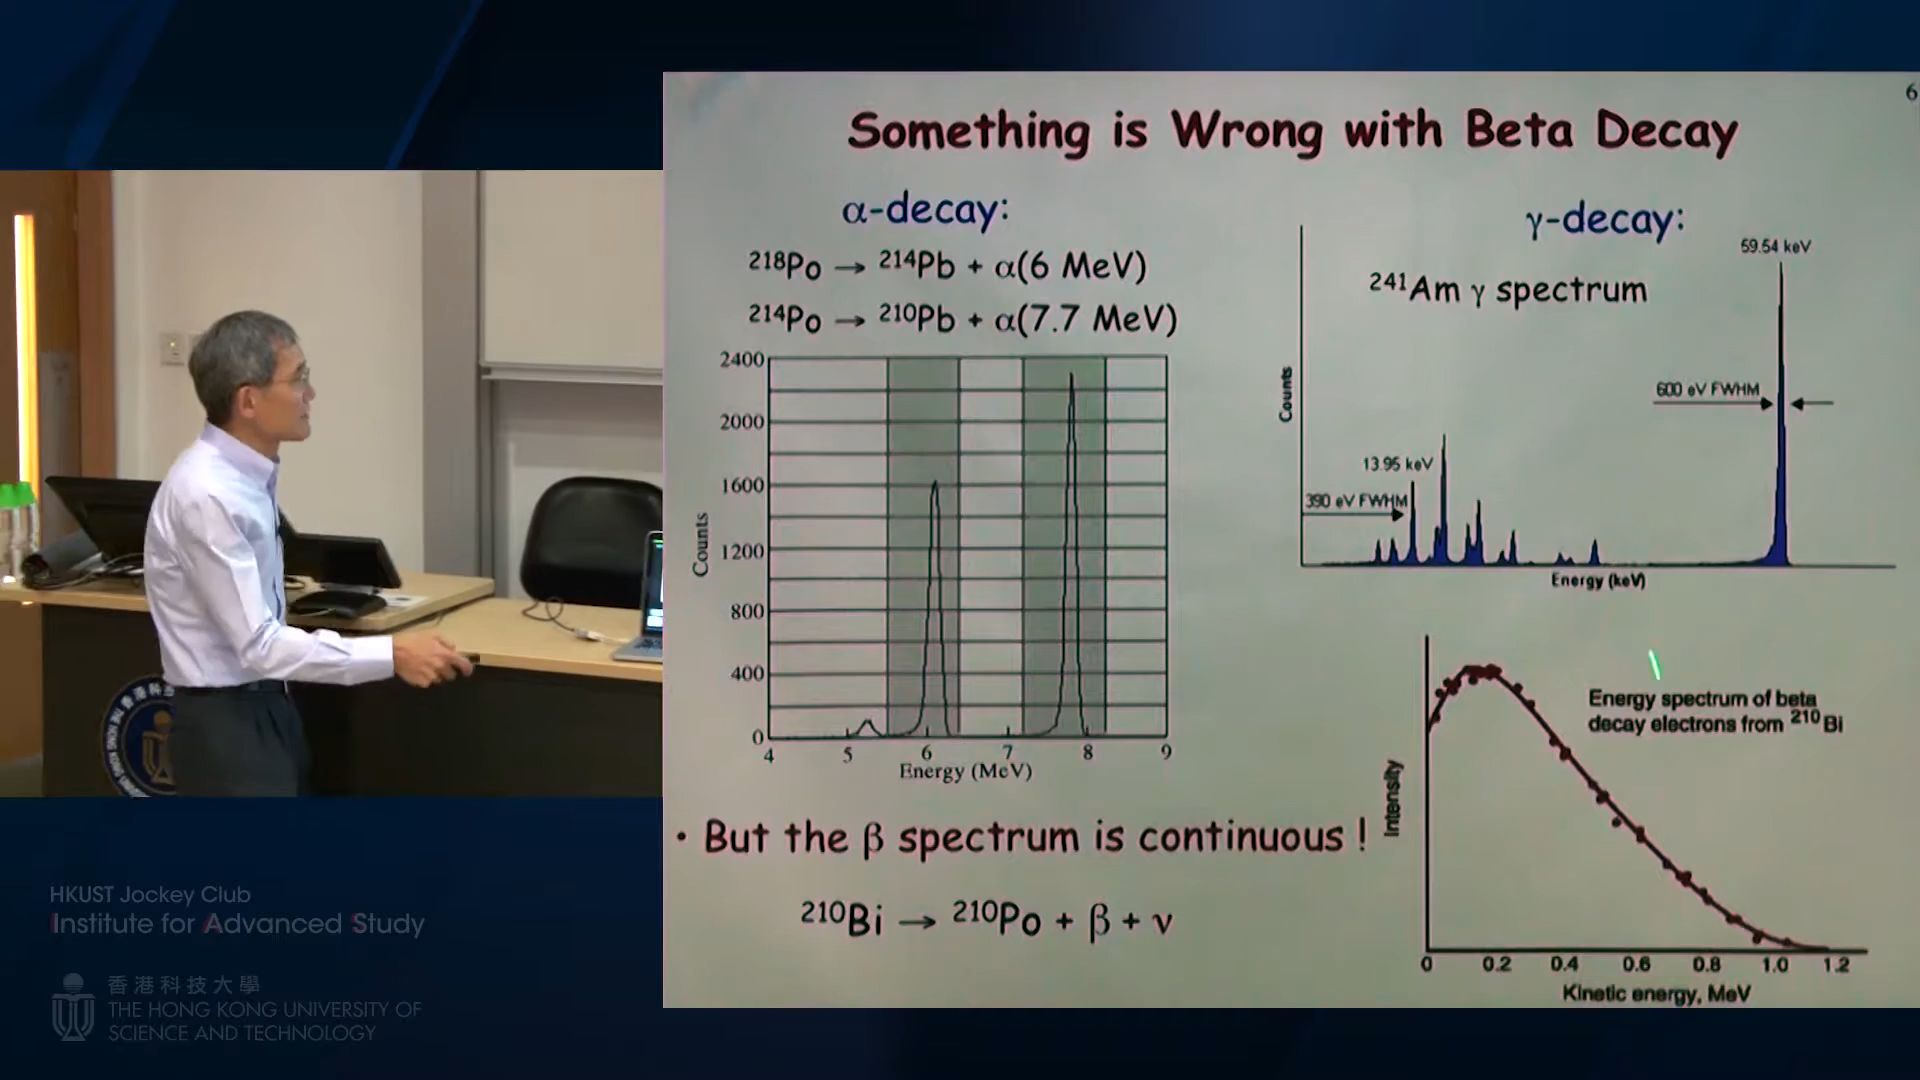 6
Something is Wrong with Beta Decay
α-decay:
²¹⁸Po → ²¹⁴Pb + α(6 MeV)
²¹⁴Po → ²¹⁰Pb + α(7.7 MeV)
2400
2000
1600
1200
800
400
0
Counts
4 5 6 7 8 9
Energy (MeV)
γ-decay:
59.54 keV
²⁴¹Am γ spectrum
600 eV FWHM
13.95 keV
390 eV FWHM
Counts
Energy (keV)
Energy spectrum of beta
decay electrons from ²¹⁰Bi
Intensity
0 0.2 0.4 0.6 0.8 1.0 1.2
Kinetic energy, MeV
• But the β spectrum is continuous !
²¹⁰Bi → ²¹⁰Po + β + ν
HKUST Jockey Club
Institute for Advanced Study
香港科技大學
THE HONG KONG UNIVERSITY OF
SCIENCE AND TECHNOLOGY